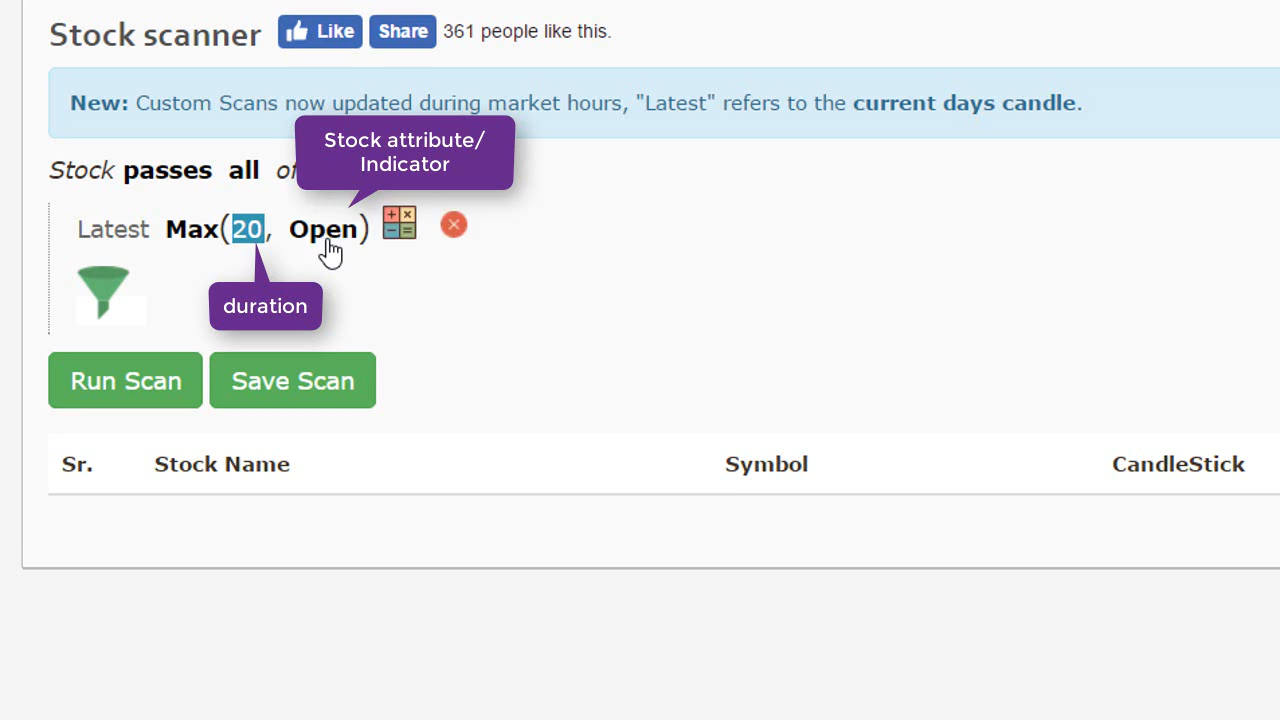 Stock scanner Like Share 361 people like this.
New: Custom Scans now updated during market hours, "Latest" refers to the current days candle.
Stock attribute/
Indicator
Stock passes all of
Latest Max(20, Open)
duration
Run Scan Save Scan
Sr. Stock Name Symbol CandleStick